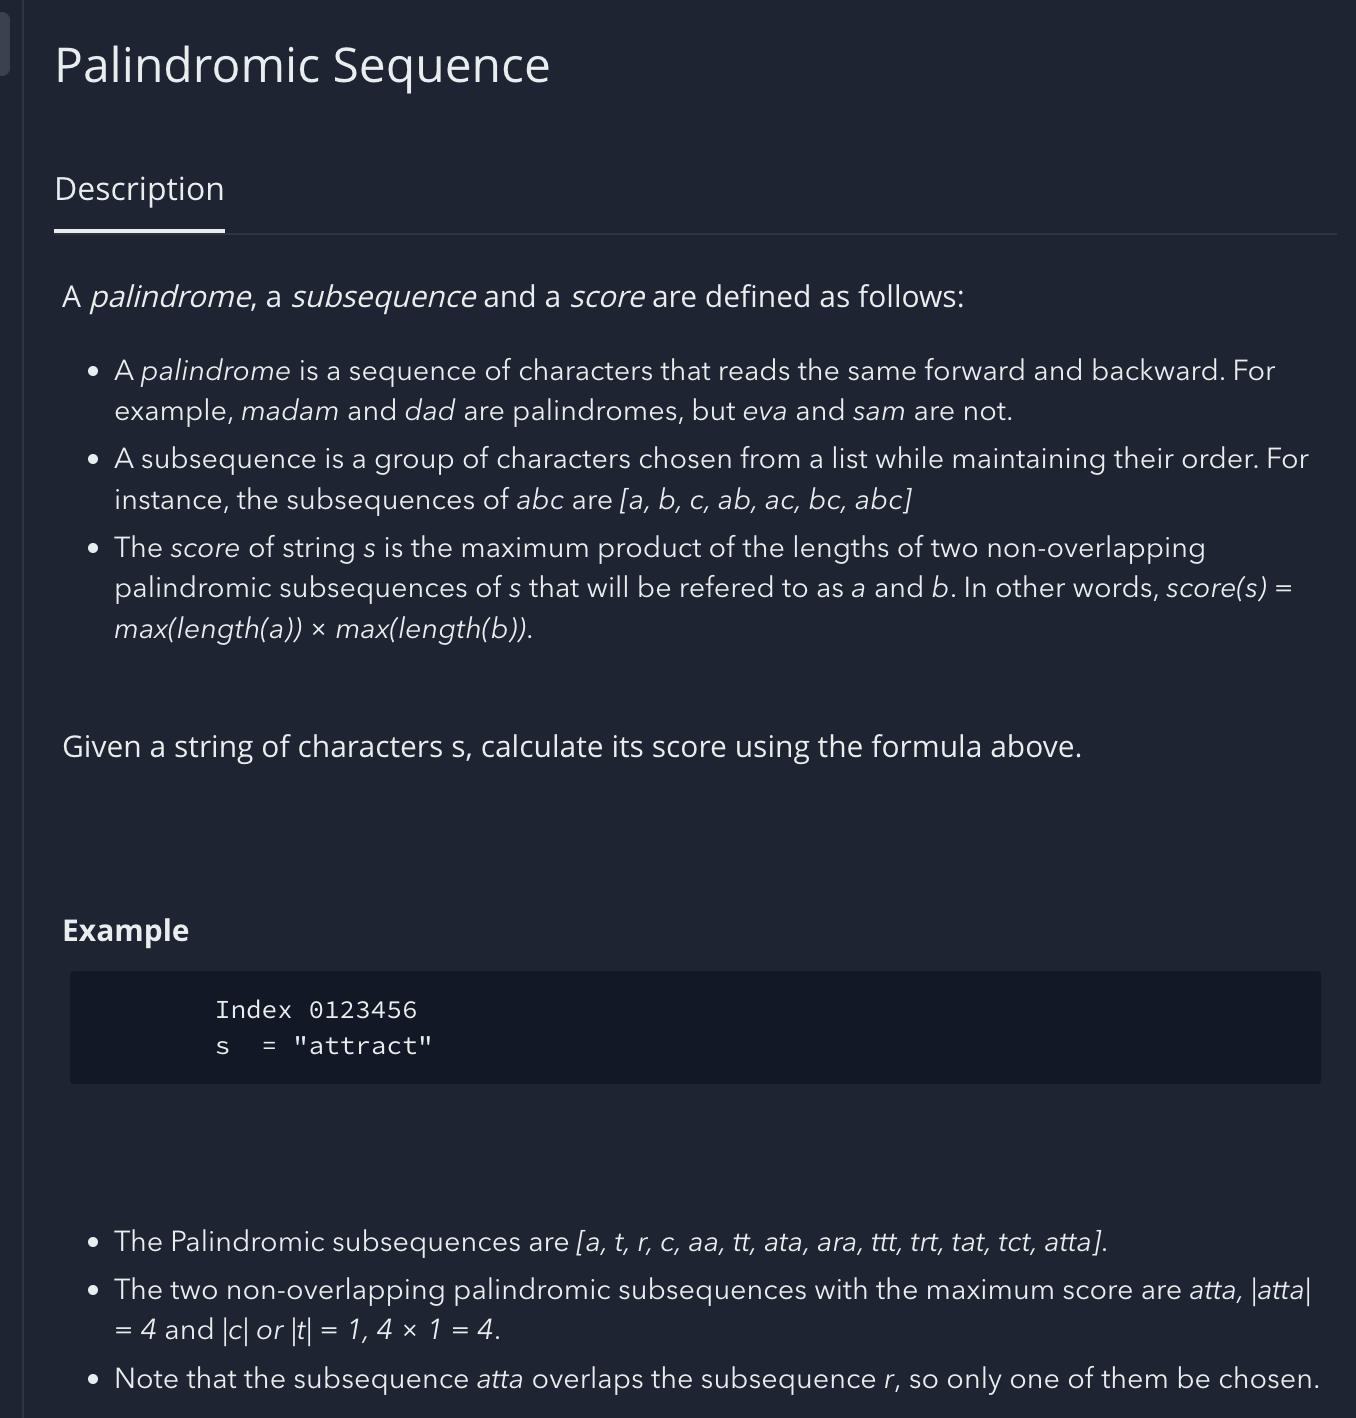 Palindromic Sequence
Description
A palindrome, a subsequence and a score are defined as follows:
• A palindrome is a sequence of characters that reads the same forward and backward. For
example, madam and dad are palindromes, but eva and sam are not.
• A subsequence is a group of characters chosen from a list while maintaining their order. For
instance, the subsequences of abc are [a, b, c, ab, ac, bc, abc]
• The score of string s is the maximum product of the lengths of two non-overlapping
palindromic subsequences of s that will be refered to as a and b. In other words, score(s) =
max(length(a)) × max(length(b)).
Given a string of characters s, calculate its score using the formula above.
Example
Index 0123456
s  = "attract"
• The Palindromic subsequences are [a, t, r, c, aa, tt, ata, ara, ttt, trt, tat, tct, atta].
• The two non-overlapping palindromic subsequences with the maximum score are atta, |atta|
= 4 and |c| or |t| = 1, 4 × 1 = 4.
• Note that the subsequence atta overlaps the subsequence r, so only one of them be chosen.